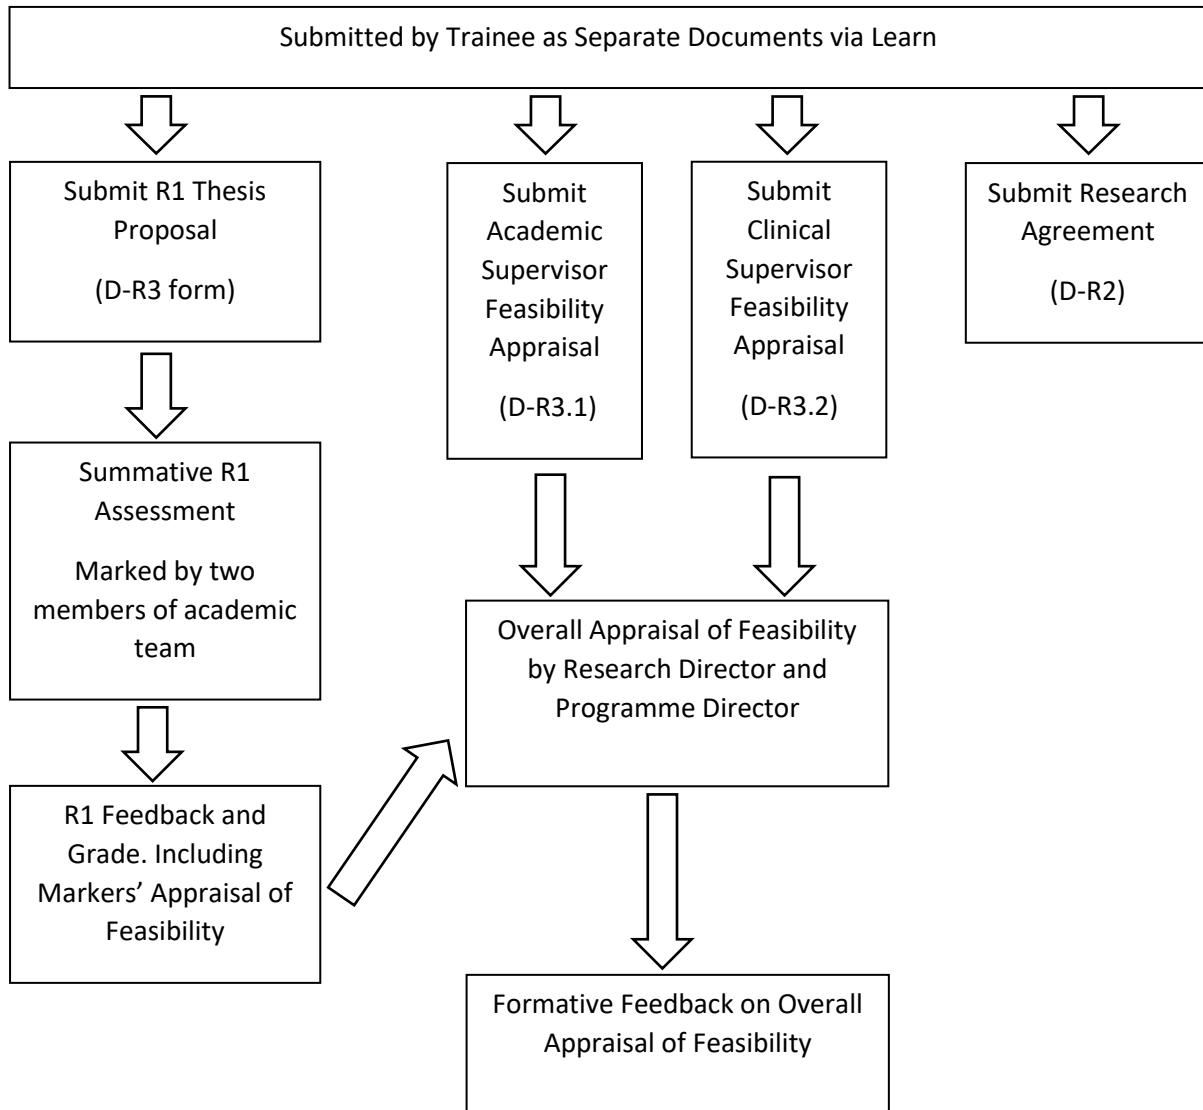 Submitted by Trainee as Separate Documents via Learn
Submit R1 Thesis
Proposal
(D-R3 form)
Submit
Academic
Supervisor
Feasibility
Appraisal
(D-R3.1)
Submit
Clinical
Supervisor
Feasibility
Appraisal
(D-R3.2)
Submit Research
Agreement
(D-R2)
Summative R1
Assessment
Marked by two
members of academic
team
Overall Appraisal of Feasibility
by Research Director and
Programme Director
R1 Feedback and
Grade. Including
Markers’ Appraisal of
Feasibility
Formative Feedback on Overall
Appraisal of Feasibility